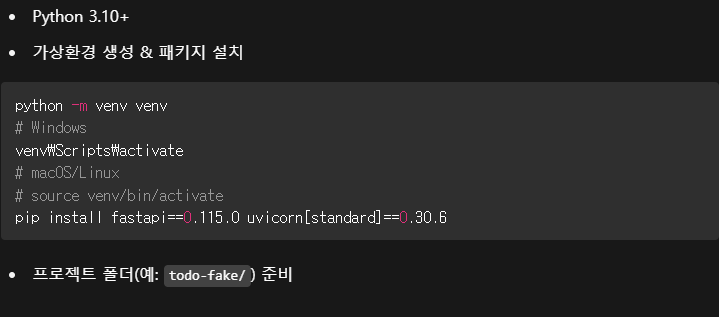 Python 3.10+
가상환경 생성 & 패키지 설치
python -m venv venv
# Windows
venv₩Scripts₩activate
# macOS/Linux
# source venv/bin/activate
pip install fastapi==0.115.0 uvicorn[standard]==0.30.6
프로젝트 폴더(예: todo-fake/) 준비